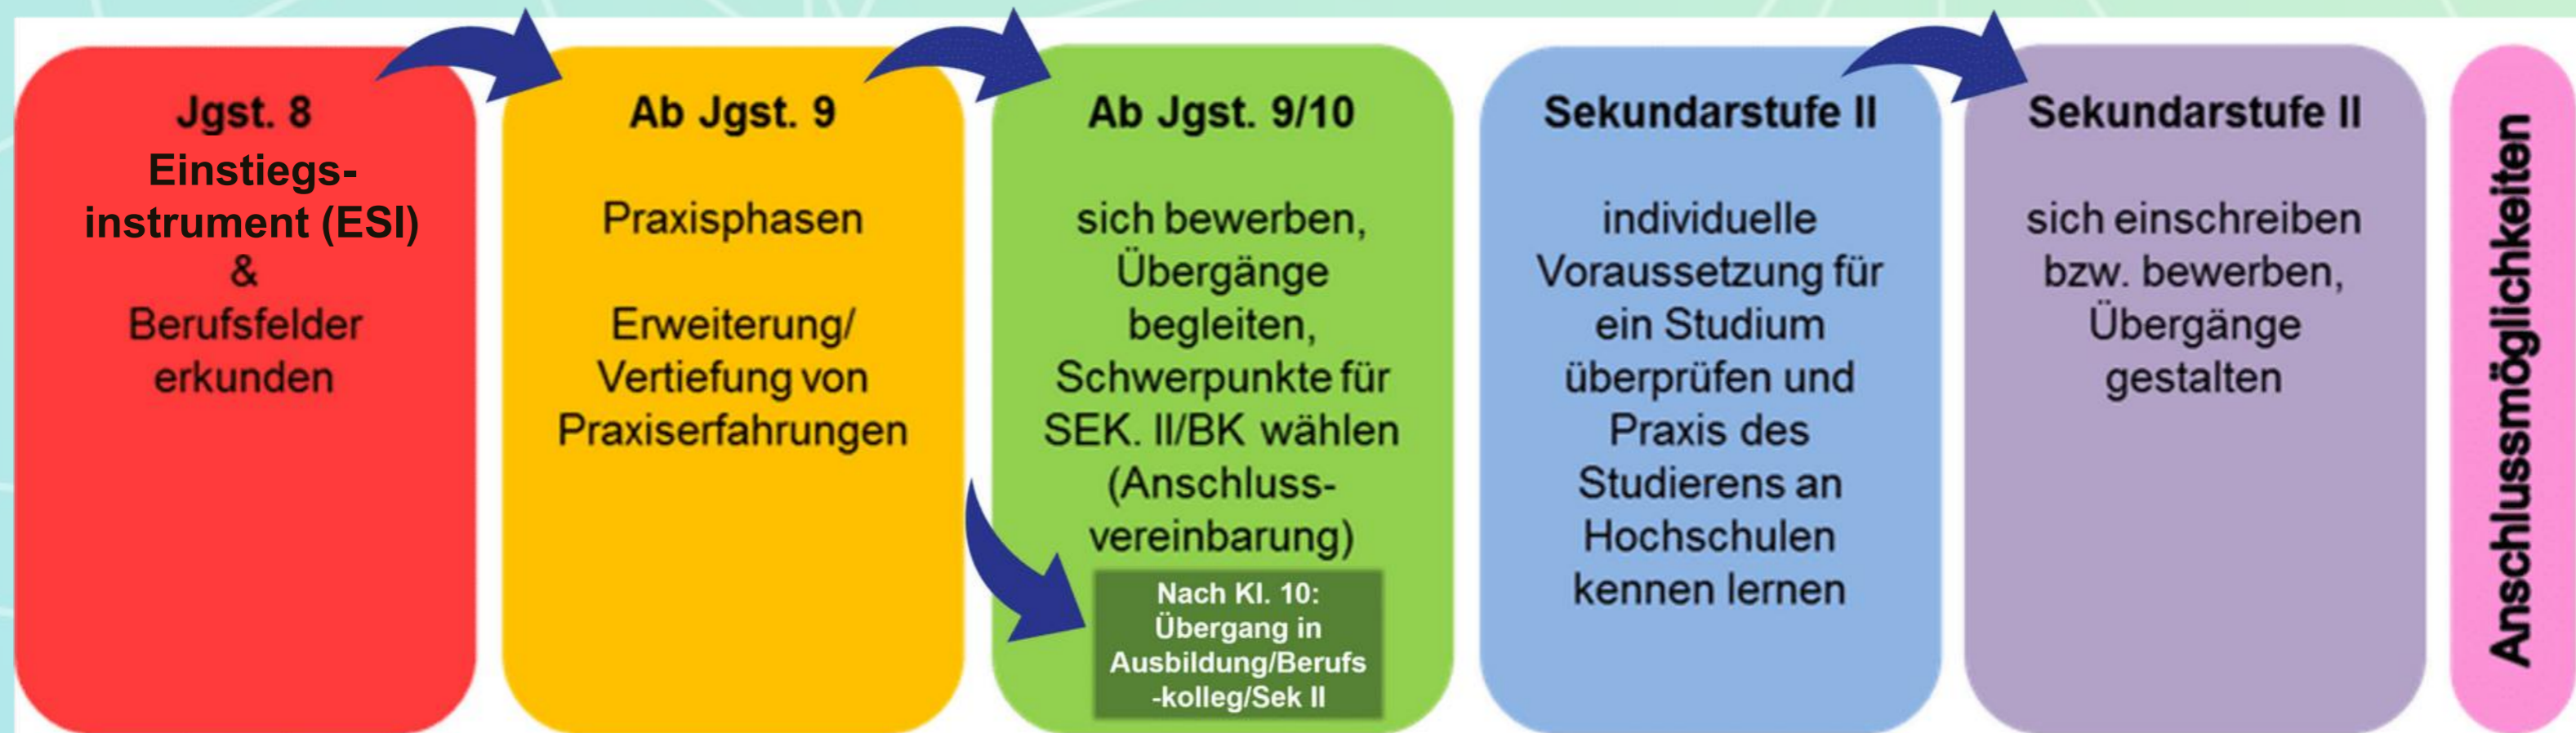 Jgst. 8
Einstiegs-
instrument (ESI)
&
Berufsfelder
erkunden
Ab Jgst. 9
Praxisphasen
Erweiterung/
Vertiefung von
Praxiserfahrungen
Ab Jgst. 9/10
sich bewerben,
Übergänge
begleiten,
Schwerpunkte für
SEK. II/BK wählen
(Anschluss-
vereinbarung)
Nach Kl. 10:
Übergang in
Ausbildung/Berufs
-kolleg/Sek II
Sekundarstufe II
individuelle
Voraussetzung für
ein Studium
überprüfen und
Praxis des
Studierens an
Hochschulen
kennen lernen
Sekundarstufe II
sich einschreiben
bzw. bewerben,
Übergänge
gestalten
Anschlussmöglichkeiten